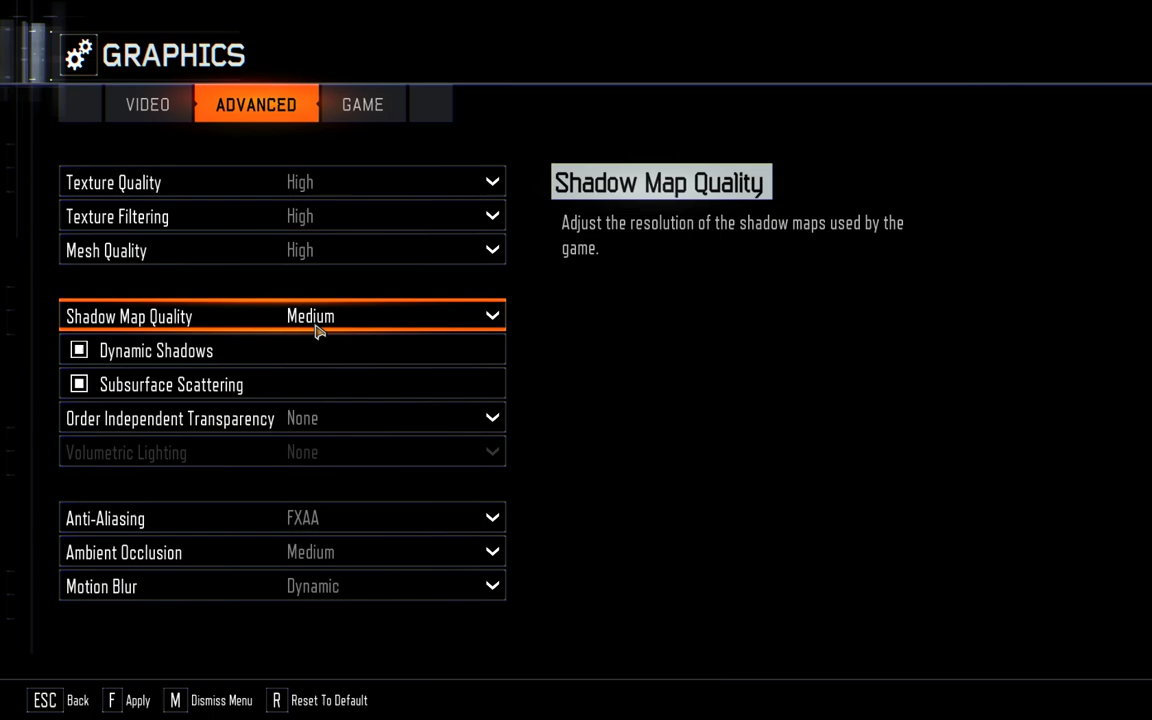 GRAPHICS
VIDEO ADVANCED GAME
Texture Quality High
Texture Filtering High
Mesh Quality High
Shadow Map Quality Medium
Dynamic Shadows
Subsurface Scattering
Order Independent Transparency None
Volumetric Lighting None
Anti-Aliasing FXAA
Ambient Occlusion Medium
Motion Blur Dynamic
Shadow Map Quality
Adjust the resolution of the shadow maps used by the
game.
ESC Back F Apply M Dismiss Menu R Reset To Default